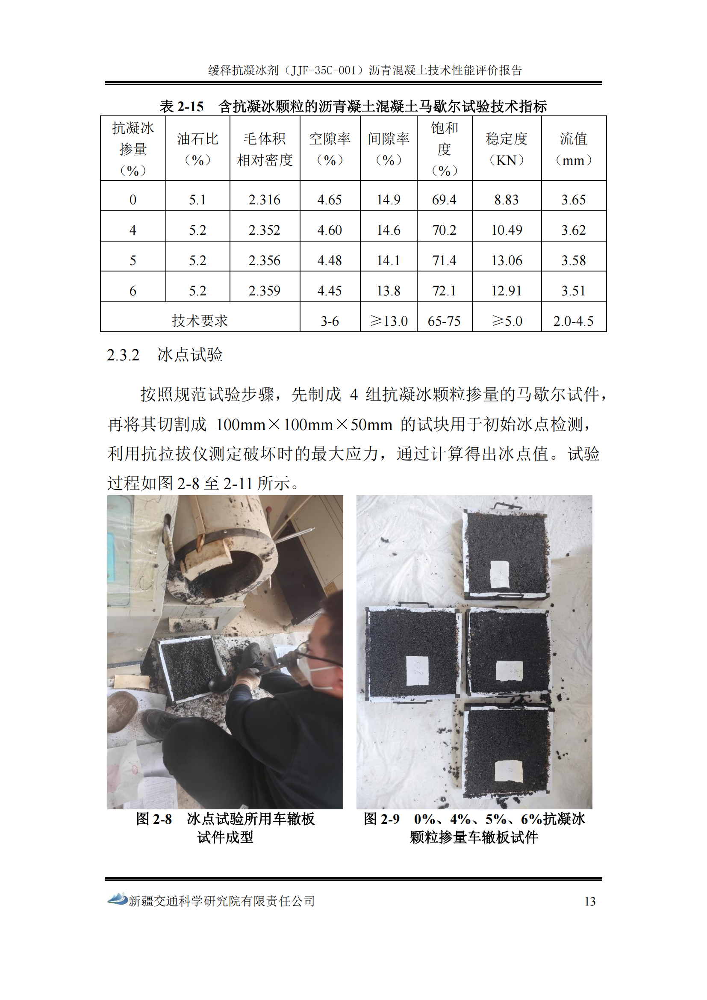 缓释抗凝冰剂（JJF-35C-001）沥青混凝土技术性能评价报告
表 2-15 含抗凝冰颗粒的沥青凝土混凝土马歇尔试验技术指标
抗凝冰掺量（%） 油石比（%） 毛体积相对密度 空隙率（%） 间隙率（%） 饱和度（%） 稳定度（KN） 流值（mm）
0 5.1 2.316 4.65 14.9 69.4 8.83 3.65
4 5.2 2.352 4.60 14.6 70.2 10.49 3.62
5 5.2 2.356 4.48 14.1 71.4 13.06 3.58
6 5.2 2.359 4.45 13.8 72.1 12.91 3.51
技术要求 3-6 ≥13.0 65-75 ≥5.0 2.0-4.5
2.3.2 冰点试验
按照规范试验步骤，先制成 4 组抗凝冰颗粒掺量的马歇尔试件，
再将其切割成 100mm×100mm×50mm 的试块用于初始冰点检测，
利用抗拉拔仪测定破坏时的最大应力，通过计算得出冰点值。试验
过程如图 2-8 至 2-11 所示。
图 2-8 冰点试验所用车辙板
试件成型
图 2-9 0%、4%、5%、6%抗凝冰
颗粒掺量车辙板试件
新疆交通科学研究院有限责任公司 13